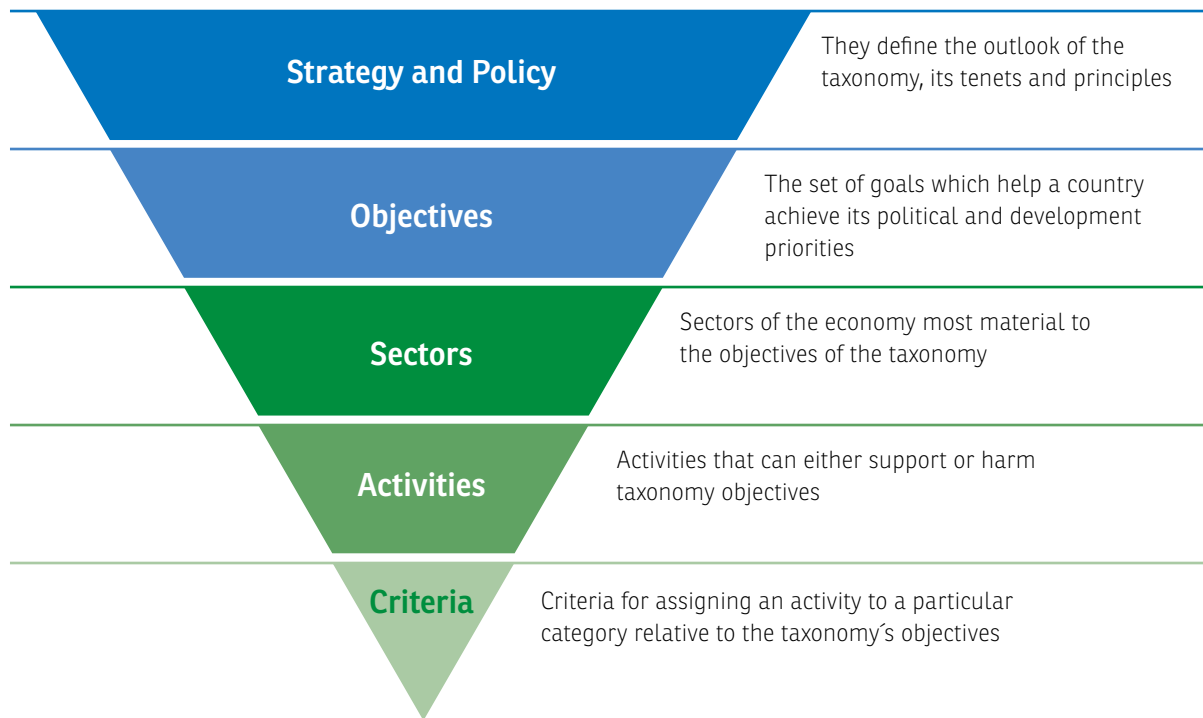 Strategy and Policy
They define the outlook of the
taxonomy, its tenets and principles
Objectives
The set of goals which help a country
achieve its political and development
priorities
Sectors
Sectors of the economy most material to
the objectives of the taxonomy
Activities
Activities that can either support or harm
taxonomy objectives
Criteria
Criteria for assigning an activity to a particular
category relative to the taxonomy´s objectives